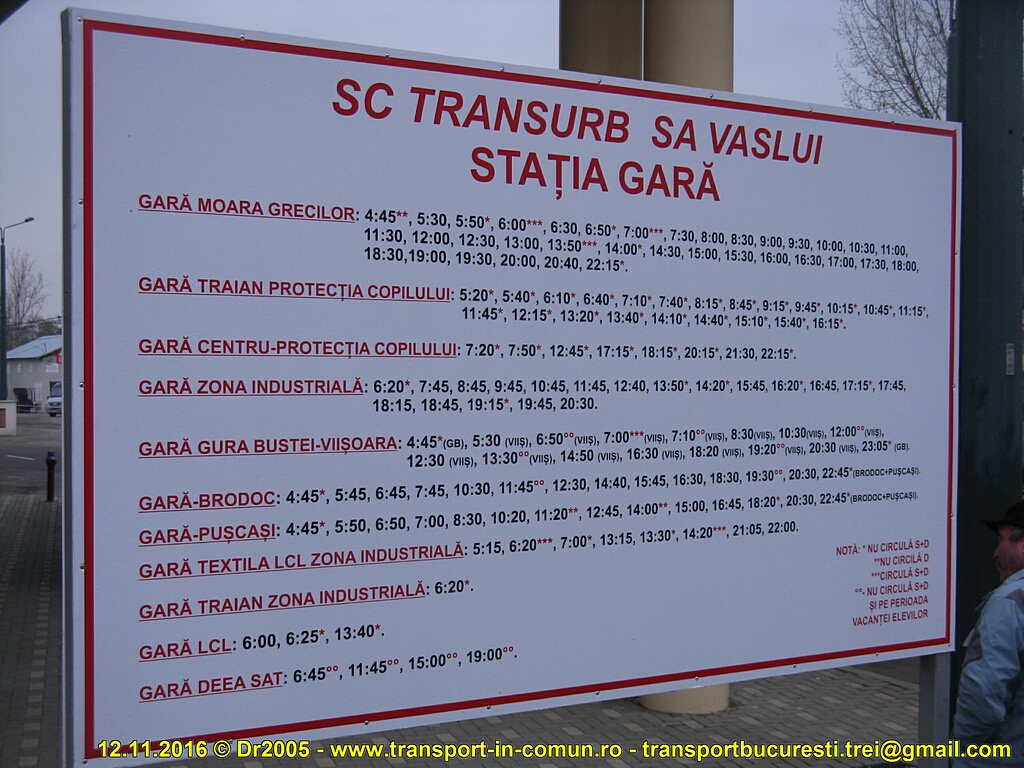 SC TRANSURB SA VASLUI
STAȚIA GARĂ
GARĂ MOARA GRECILOR: 4:45**, 5:30, 5:50*, 6:00***, 6:30, 6:50*, 7:00***, 7:30, 8:00, 8:30, 9:00, 9:30, 10:00, 10:30, 11:00,
11:30, 12:00, 12:30, 13:00, 13:50***, 14:00*, 14:30, 15:00, 15:30, 16:00, 16:30, 17:00, 17:30, 18:00,
18:30,19:00, 19:30, 20:00, 20:40, 22:15*.
GARĂ TRAIAN PROTECȚIA COPILULUI: 5:20*, 5:40*, 6:10*, 6:40*, 7:10*, 7:40*, 8:15*, 8:45*, 9:15*, 9:45*, 10:15*, 10:45*, 11:15*,
11:45*, 12:15*, 13:20*, 13:40*, 14:10*, 14:40*, 15:10*, 15:40*, 16:15*.
GARĂ CENTRU-PROTECȚIA COPILULUI: 7:20*, 7:50*, 12:45*, 17:15*, 18:15*, 20:15*, 21:30, 22:15*.
GARĂ ZONA INDUSTRIALĂ: 6:20*, 7:45, 8:45, 9:45, 10:45, 11:45, 12:40, 13:50*, 14:20*, 15:45, 16:20*, 16:45, 17:15*, 17:45,
18:15, 18:45, 19:15*, 19:45, 20:30.
GARĂ GURA BUSTEI-VIIȘOARA: 4:45*(GB), 5:30 (VIIȘ), 6:50°°(VIIȘ), 7:00***(VIIȘ), 7:10°°(VIIȘ), 8:30(VIIȘ), 10:30(VIIȘ), 12:00°°(VIIȘ),
12:30 (VIIȘ), 13:30°°(VIIȘ), 14:50 (VIIȘ), 16:30 (VIIȘ), 18:20 (VIIȘ), 19:20°°(VIIȘ), 20:30 (VIIȘ), 23:05* (GB).
GARĂ-BRODOC: 4:45*, 5:45, 6:45, 7:45, 10:30, 11:45°°, 12:30, 14:40, 15:45, 16:30, 18:30, 19:30°°, 20:30, 22:45*(BRODOC+PUȘCAȘI).
GARĂ-PUȘCAȘI: 4:45*, 5:50, 6:50, 7:00, 8:30, 10:20, 11:20**, 12:45, 14:00**, 15:00, 16:45, 18:20*, 20:30, 22:45*(BRODOC+PUȘCAȘI).
GARĂ TEXTILA LCL ZONA INDUSTRIALĂ: 5:15, 6:20***, 7:00*, 13:15, 13:30*, 14:20***, 21:05, 22:00.
GARĂ TRAIAN ZONA INDUSTRIALĂ: 6:20*.
GARĂ LCL: 6:00, 6:25*, 13:40*.
GARĂ DEEA SAT: 6:45°°, 11:45°°, 15:00°°, 19:00°°.
NOTĂ: * NU CIRCULĂ S+D
**NU CIRCILĂ D
***CIRCULĂ S+D
°°- NU CIRCULĂ S+D
ȘI PE PERIOADA
VACANȚEI ELEVILOR
12.11.2016 © Dr2005 - www.transport-in-comun.ro - transportbucuresti.trei@gmail.com